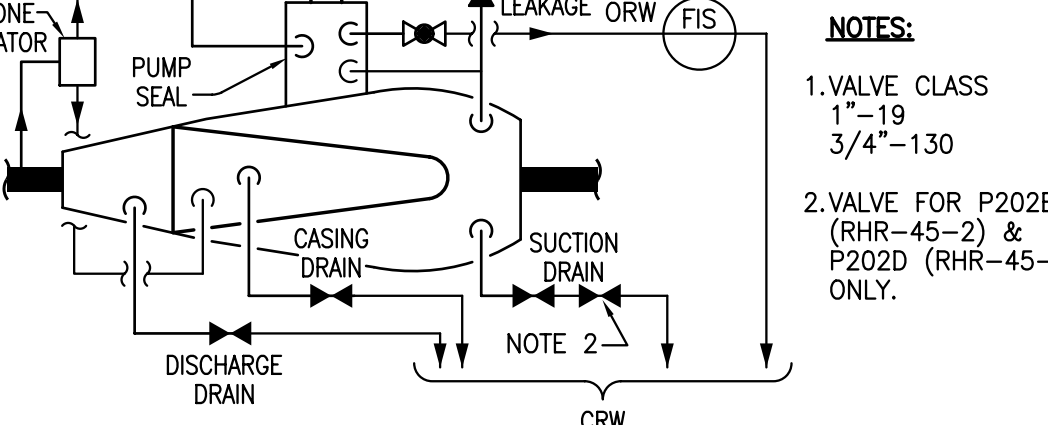 LEAKAGE ORW
FIS
PUMP
SEAL
NOTES:
1. VALVE CLASS
1"-19
3/4"-130
2. VALVE FOR P202
(RHR-45-2) &
P202D (RHR-45-
ONLY.
CASING
DRAIN
SUCTION
DRAIN
NOTE 2
DISCHARGE
DRAIN
CRW